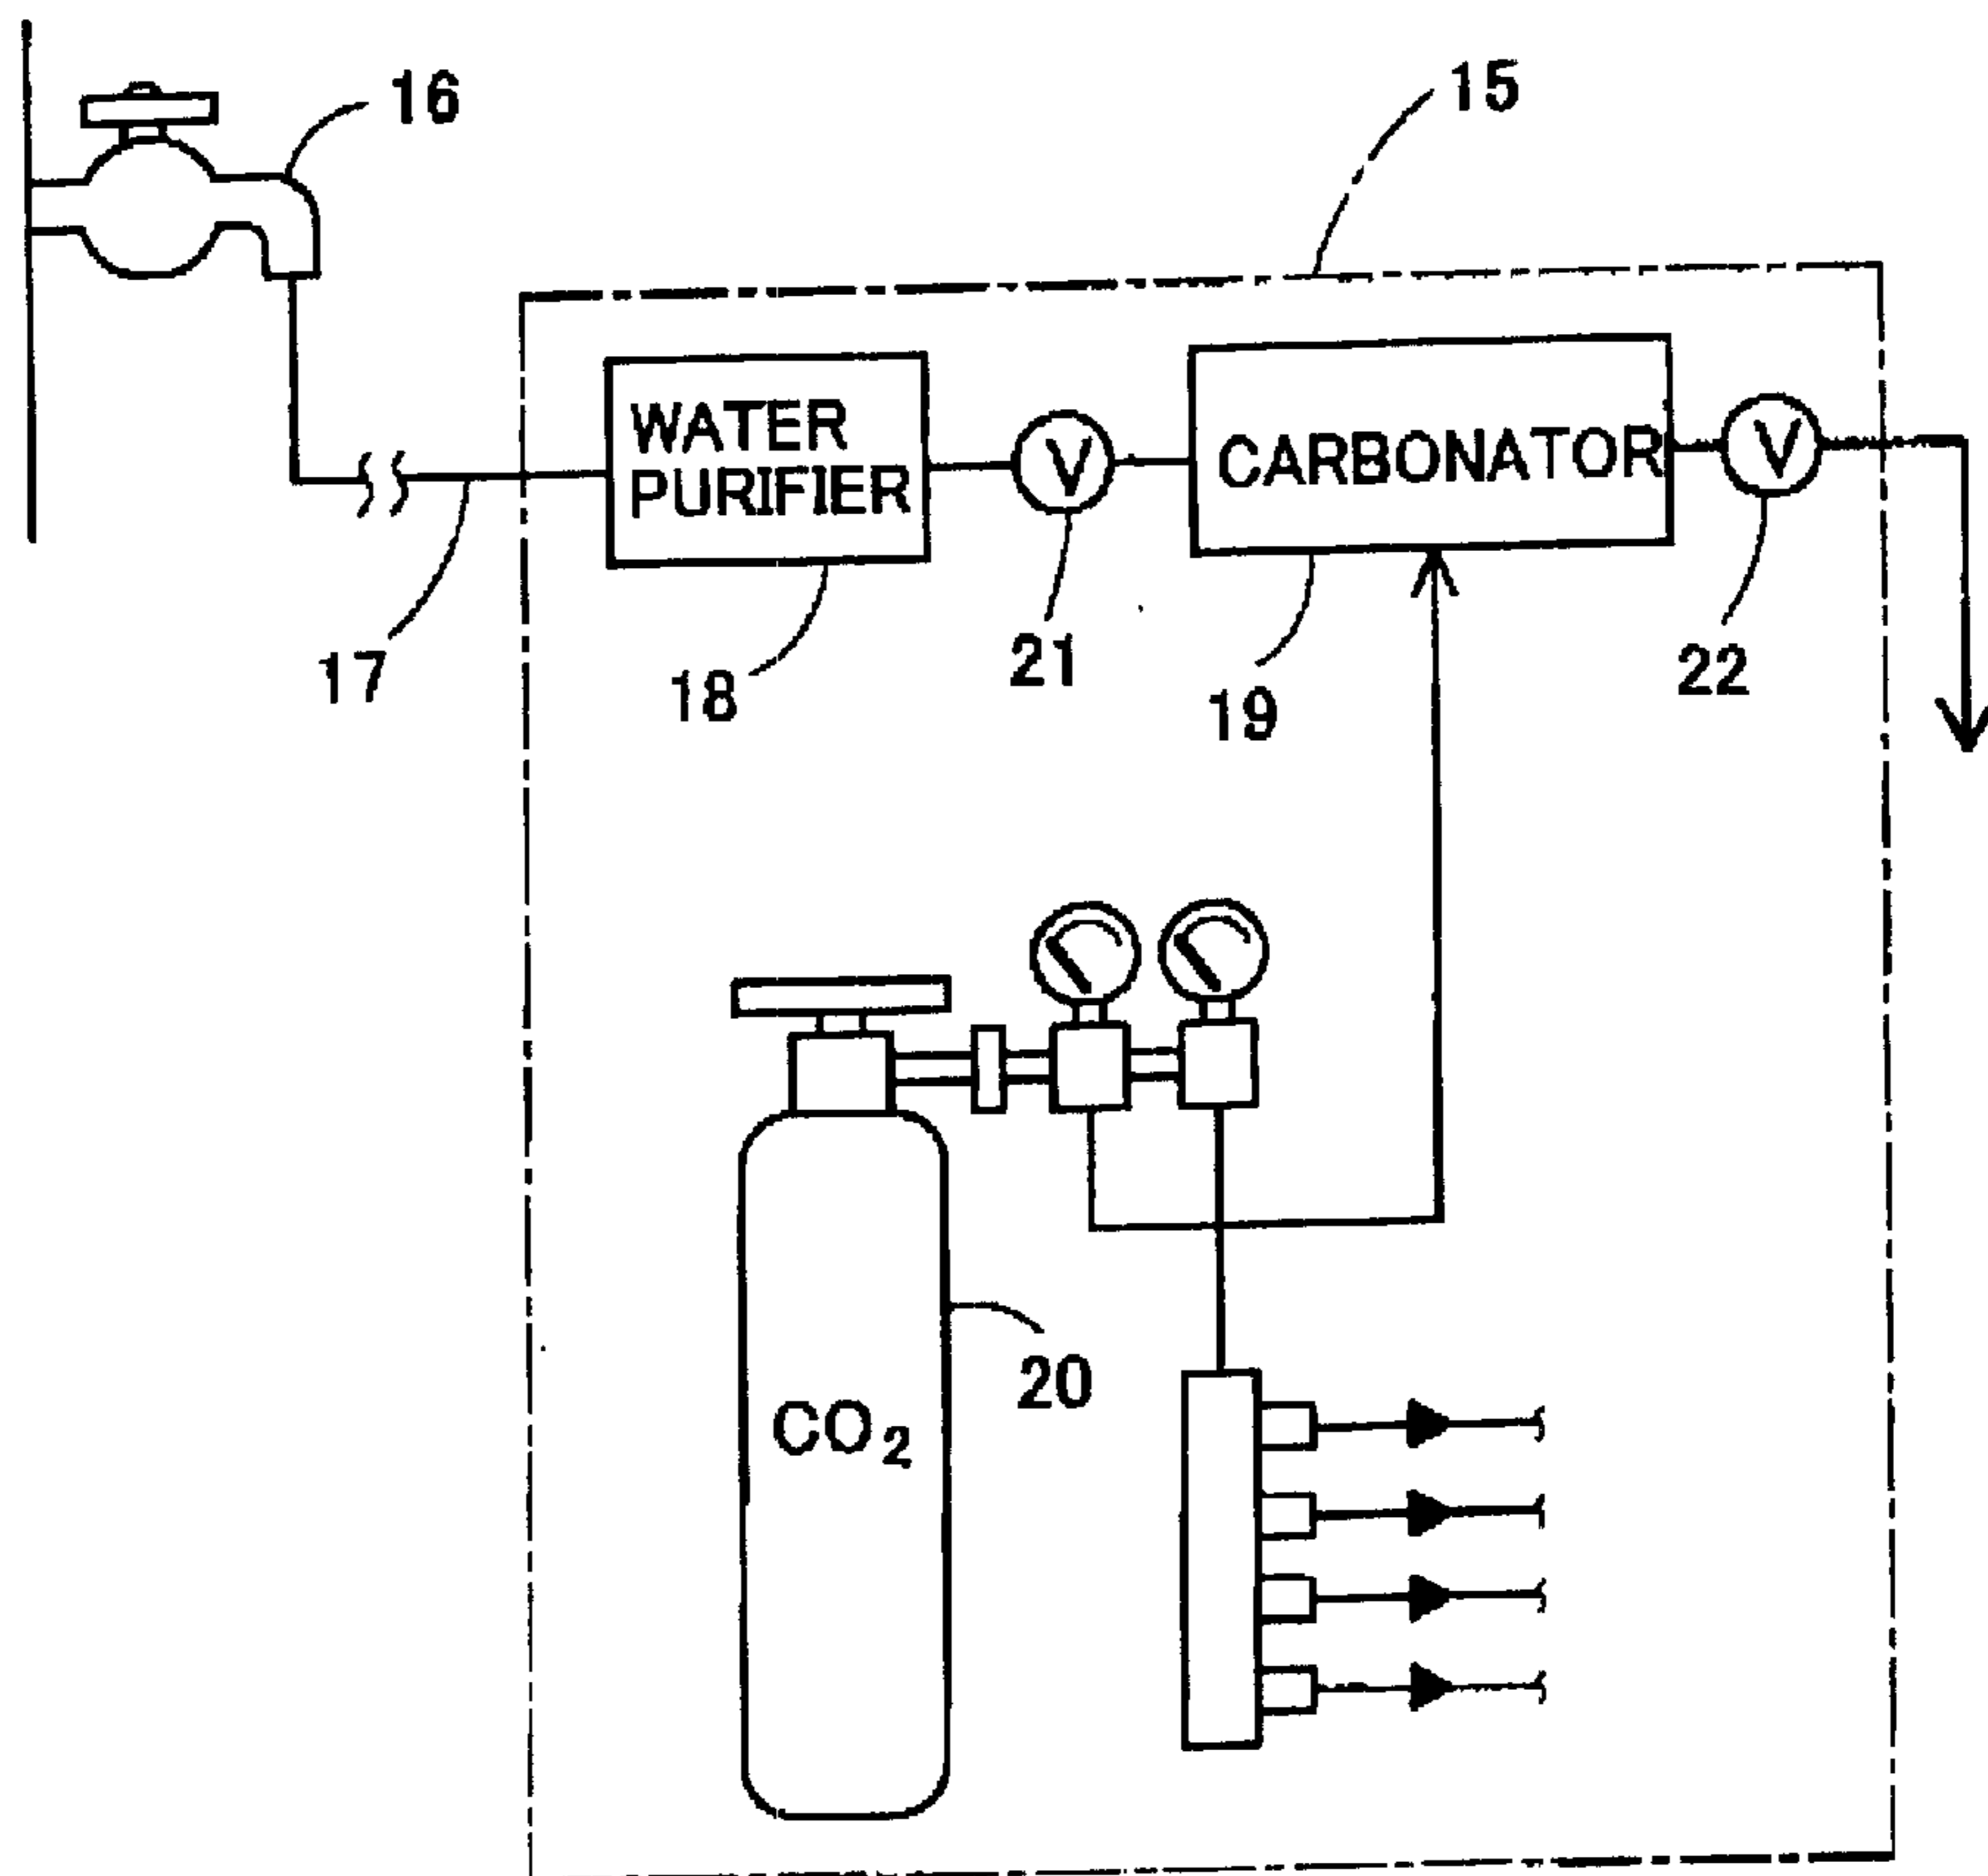 16
15
WATER
PURIFIER
V
CARBONATOR
V
17
18
21
19
22
20
CO₂